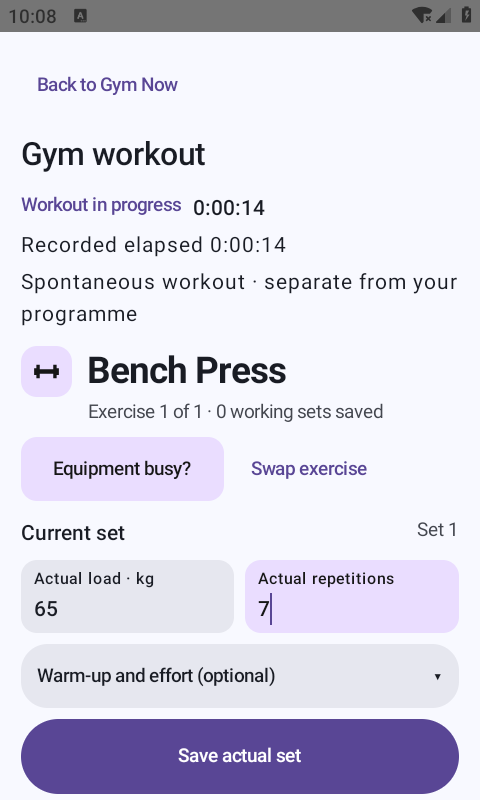 10:08
Back to Gym Now
Gym workout
Workout in progress 0:00:14
Recorded elapsed 0:00:14
Spontaneous workout · separate from your
programme
Bench Press
Exercise 1 of 1 · 0 working sets saved
Equipment busy? Swap exercise
Current set Set 1
Actual load · kg Actual repetitions
65 7
Warm-up and effort (optional)
Save actual set